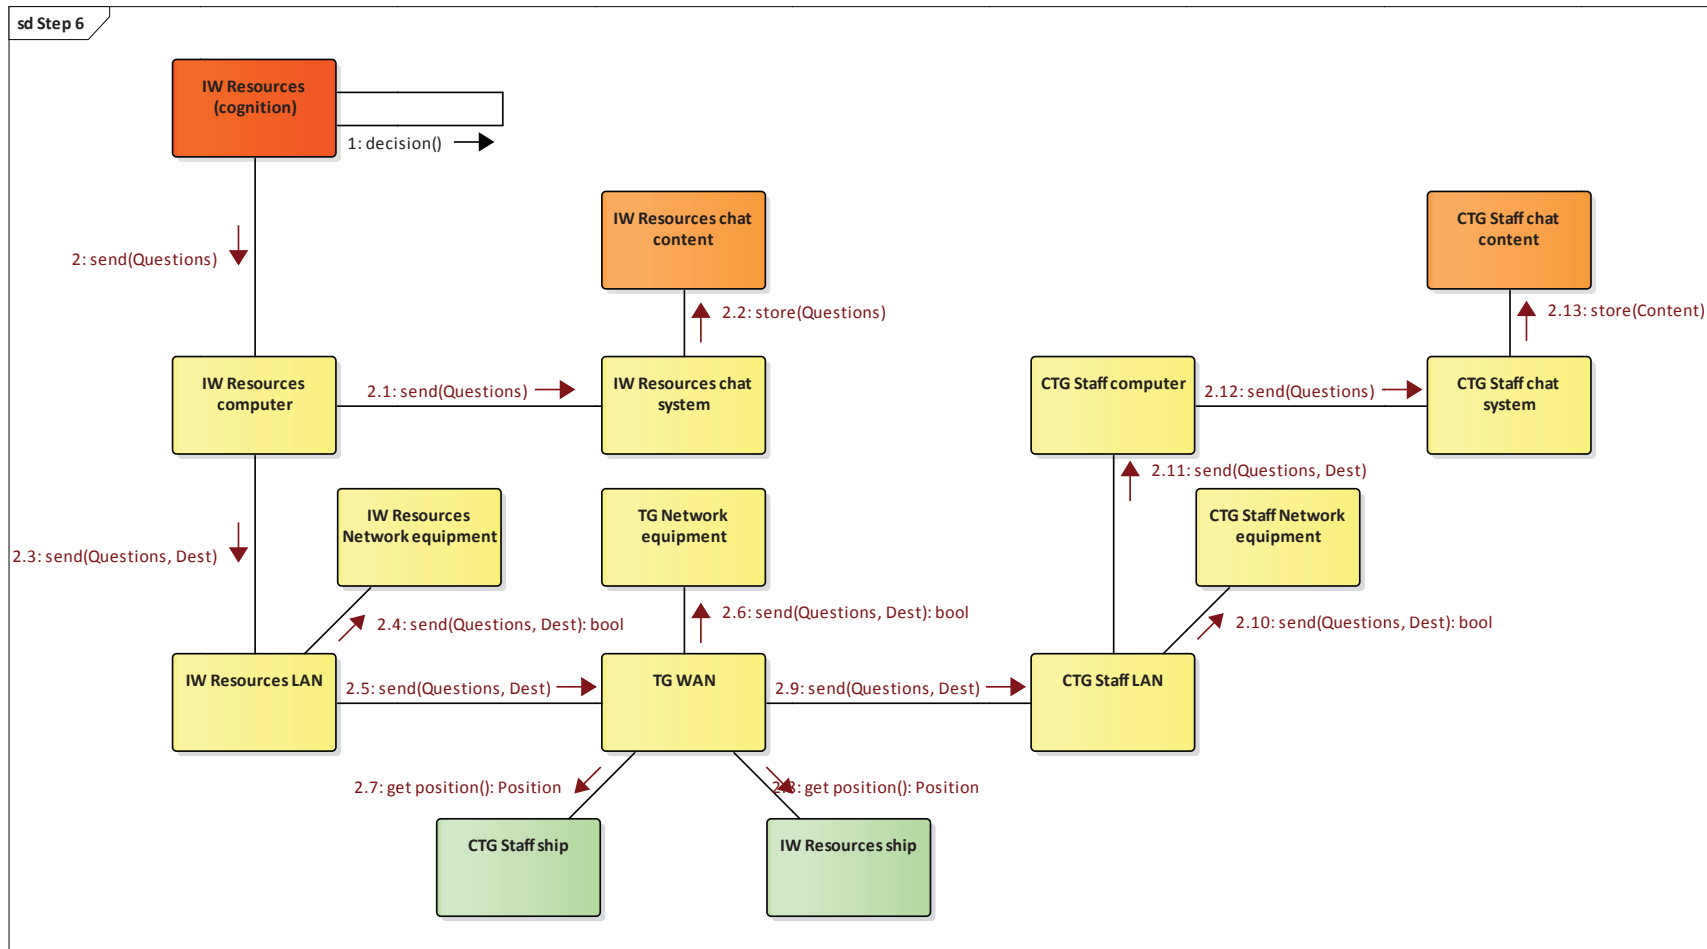 sd Step 6
IW Resources
(cognition)
1: decision()
2: send(Questions)
IW Resources chat
content
CTG Staff chat
content
2.2: store(Questions)
2.13: store(Content)
IW Resources
computer
2.1: send(Questions)
IW Resources chat
system
CTG Staff computer
2.12: send(Questions)
CTG Staff chat
system
2.11: send(Questions, Dest)
IW Resources
Network equipment
TG Network
equipment
CTG Staff Network
equipment
2.3: send(Questions, Dest)
2.4: send(Questions, Dest): bool
2.6: send(Questions, Dest): bool
2.10: send(Questions, Dest): bool
IW Resources LAN
2.5: send(Questions, Dest)
TG WAN
2.9: send(Questions, Dest)
CTG Staff LAN
2.7: get position(): Position
2.8: get position(): Position
CTG Staff ship
IW Resources ship